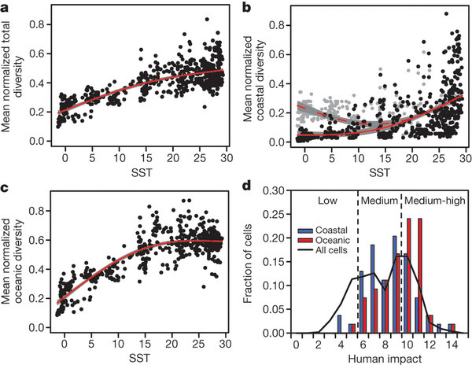 a
Mean normalized total
diversity
0.8
0.6
0.4
0.2
0.0
0 5 10 15 20 25 30
SST
b
Mean normalized
coastal diversity
0.8
0.6
0.4
0.2
0.0
0 5 10 15 20 25 30
SST
c
Mean normalized
oceanic diversity
0.8
0.6
0.4
0.2
0.0
0 5 10 15 20 25 30
SST
d
Fraction of cells
0.30
0.25
0.20
0.15
0.10
0.05
0.00
Low Medium Medium-high
Coastal
Oceanic
All cells
0 2 4 6 8 10 12 14
Human impact